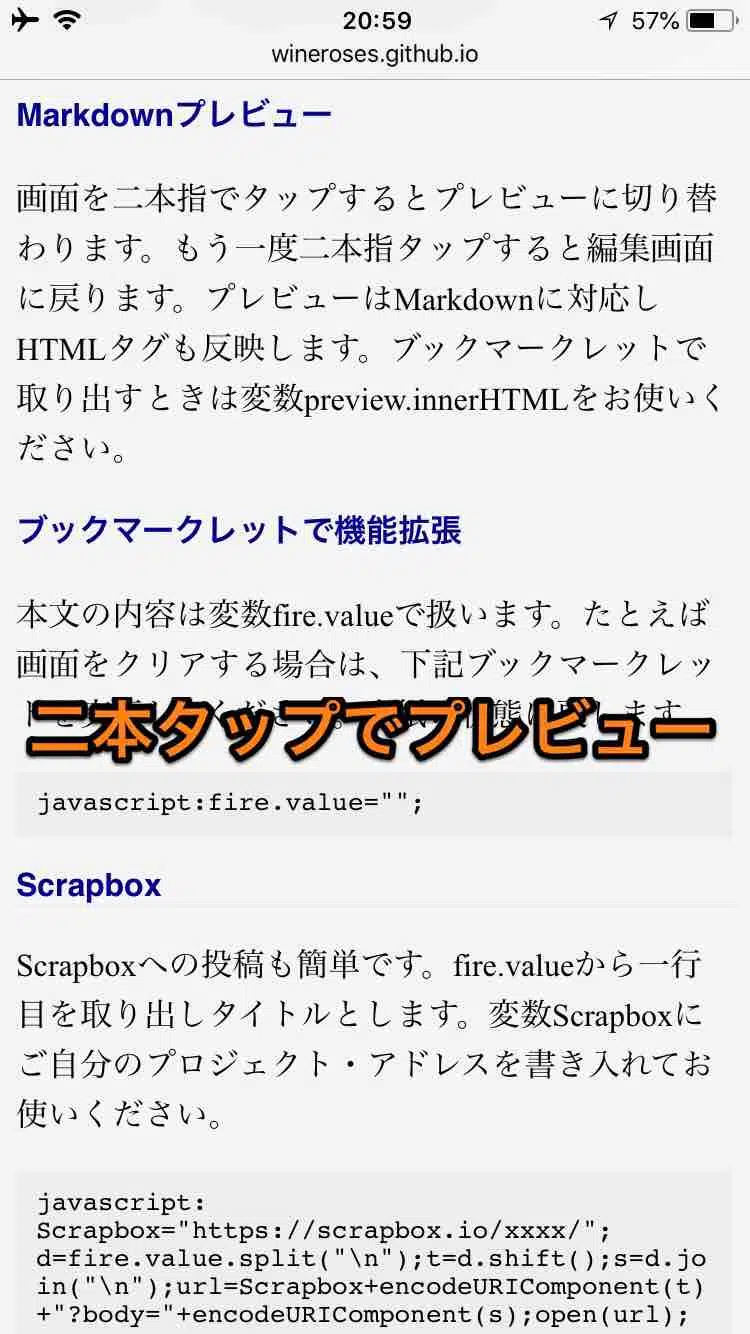 20:59
57%
wineroses.github.io
Markdownプレビュー
画面を二本指でタップするとプレビューに切り替
わります。もう一度二本指タップすると編集画面
に戻ります。プレビューはMarkdownに対応し
HTMLタグも反映します。ブックマークレットで
取り出すときは変数preview.innerHTMLをお使いく
ださい。
ブックマークレットで機能拡張
本文の内容は変数fire.valueで扱います。たとえば
画面をクリアする場合は、下記ブックマークレッ
二本タップでプレビュー
javascript:fire.value="";
Scrapbox
Scrapboxへの投稿も簡単です。fire.valueから一行
目を取り出しタイトルとします。変数Scrapboxに
ご自分のプロジェクト・アドレスを書き入れてお
使いください。
javascript:
Scrapbox="https://scrapbox.io/xxxx/";
d=fire.value.split("\n");t=d.shift();s=d.jo
in("\n");url=Scrapbox+encodeURIComponent(t)
+"?body="+encodeURIComponent(s);open(url);